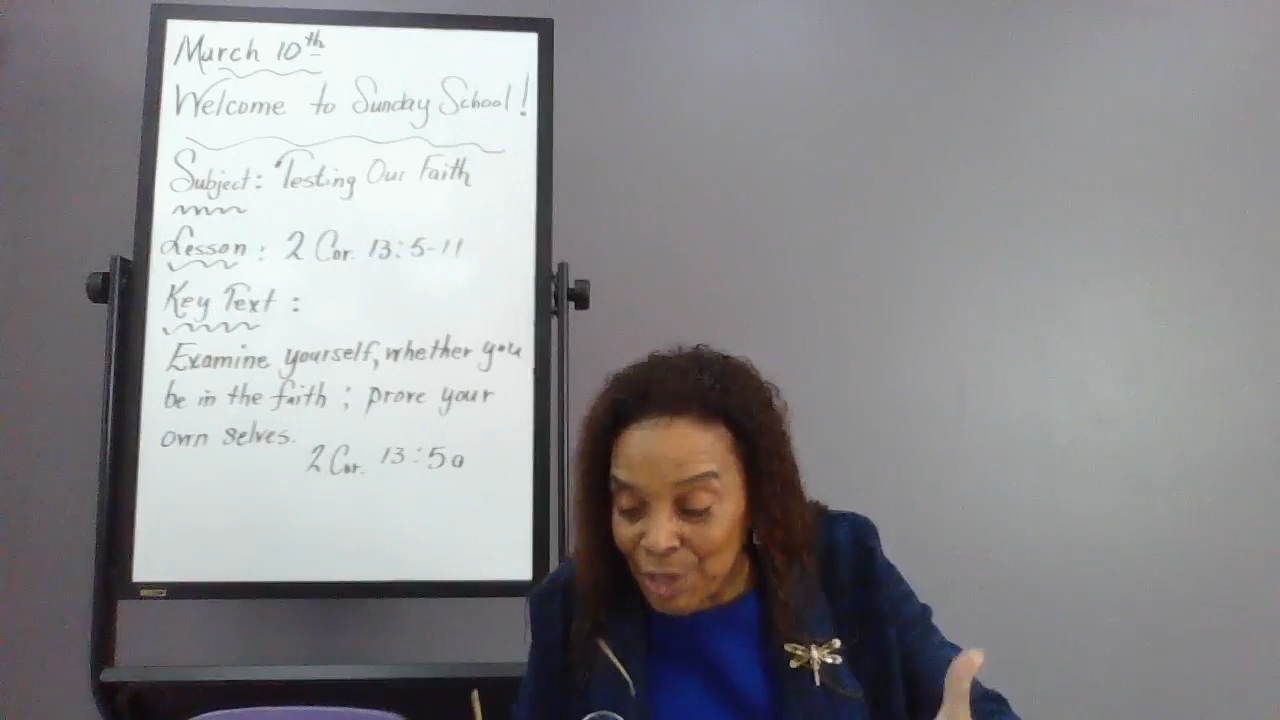 March 10th
Welcome to Sunday School!
Subject: Testing Our Faith
Lesson: 2 Cor. 13:5-11
Key Text:
Examine yourself, whether you
be in the faith; prove your
own selves.
2 Cor. 13:5a